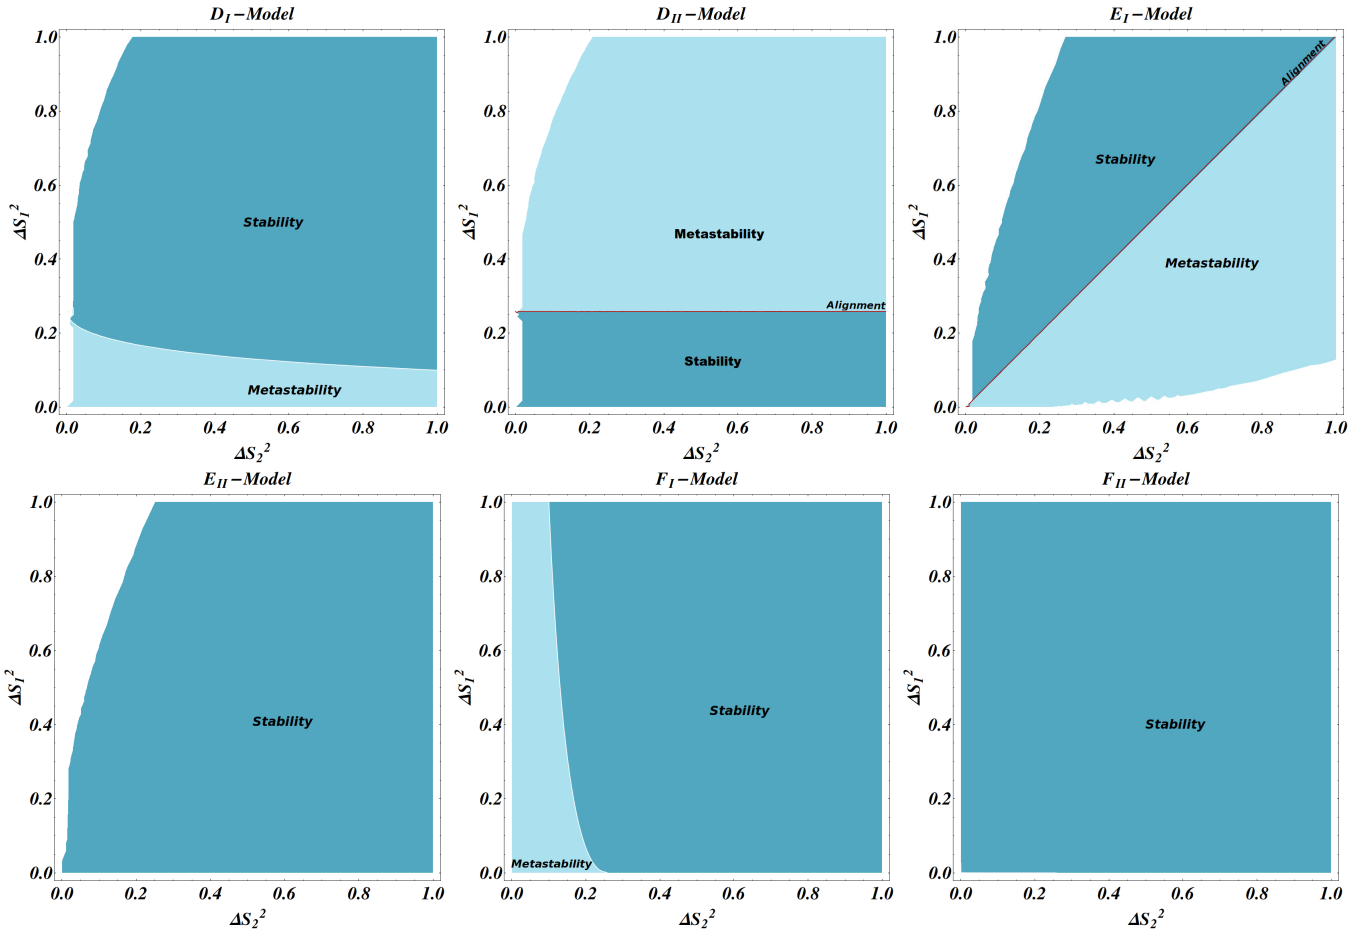 D_I – Model
1.0
0.8
0.6
0.4
0.2
0.0
ΔS_1^2
Stability
Metastability
0.0 0.2 0.4 0.6 0.8 1.0
ΔS_2^2
D_II – Model
1.0
0.8
0.6
0.4
0.2
0.0
ΔS_1^2
Metastability
Alignment
Stability
0.0 0.2 0.4 0.6 0.8 1.0
ΔS_2^2
E_I – Model
1.0
0.8
0.6
0.4
0.2
0.0
ΔS_1^2
Alignment
Stability
Metastability
0.0 0.2 0.4 0.6 0.8 1.0
ΔS_2^2
E_II – Model
1.0
0.8
0.6
0.4
0.2
0.0
ΔS_1^2
Stability
0.0 0.2 0.4 0.6 0.8 1.0
ΔS_2^2
F_I – Model
1.0
0.8
0.6
0.4
0.2
0.0
ΔS_1^2
Stability
Metastability
0.0 0.2 0.4 0.6 0.8 1.0
ΔS_2^2
F_II – Model
1.0
0.8
0.6
0.4
0.2
0.0
ΔS_1^2
Stability
0.0 0.2 0.4 0.6 0.8 1.0
ΔS_2^2